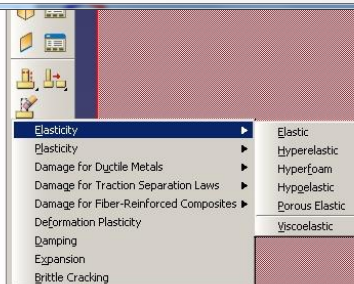 Elasticity
Plasticity
Damage for Ductile Metals
Damage for Traction Separation Laws
Damage for Fiber-Reinforced Composites
Deformation Plasticity
Damping
Expansion
Brittle Cracking
Elastic
Hyperelastic
Hyperfoam
Hypoelastic
Porous Elastic
Viscoelastic